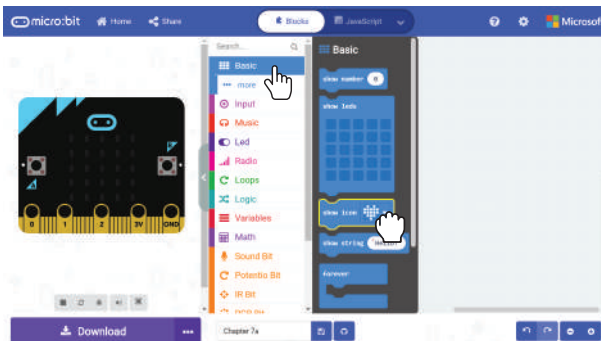 micro:bit Home Share Blocks JavaScript Microsoft
Search... Basic
Basic
more
Input
Music
Led
Radio
Loops
Logic
Variables
Math
Sound Bit
Potentio Bit
IR Bit
show number 0
show leds
show icon
show string "Hello!"
forever
0 1 2 3V GND
Download ... Chapter 7a